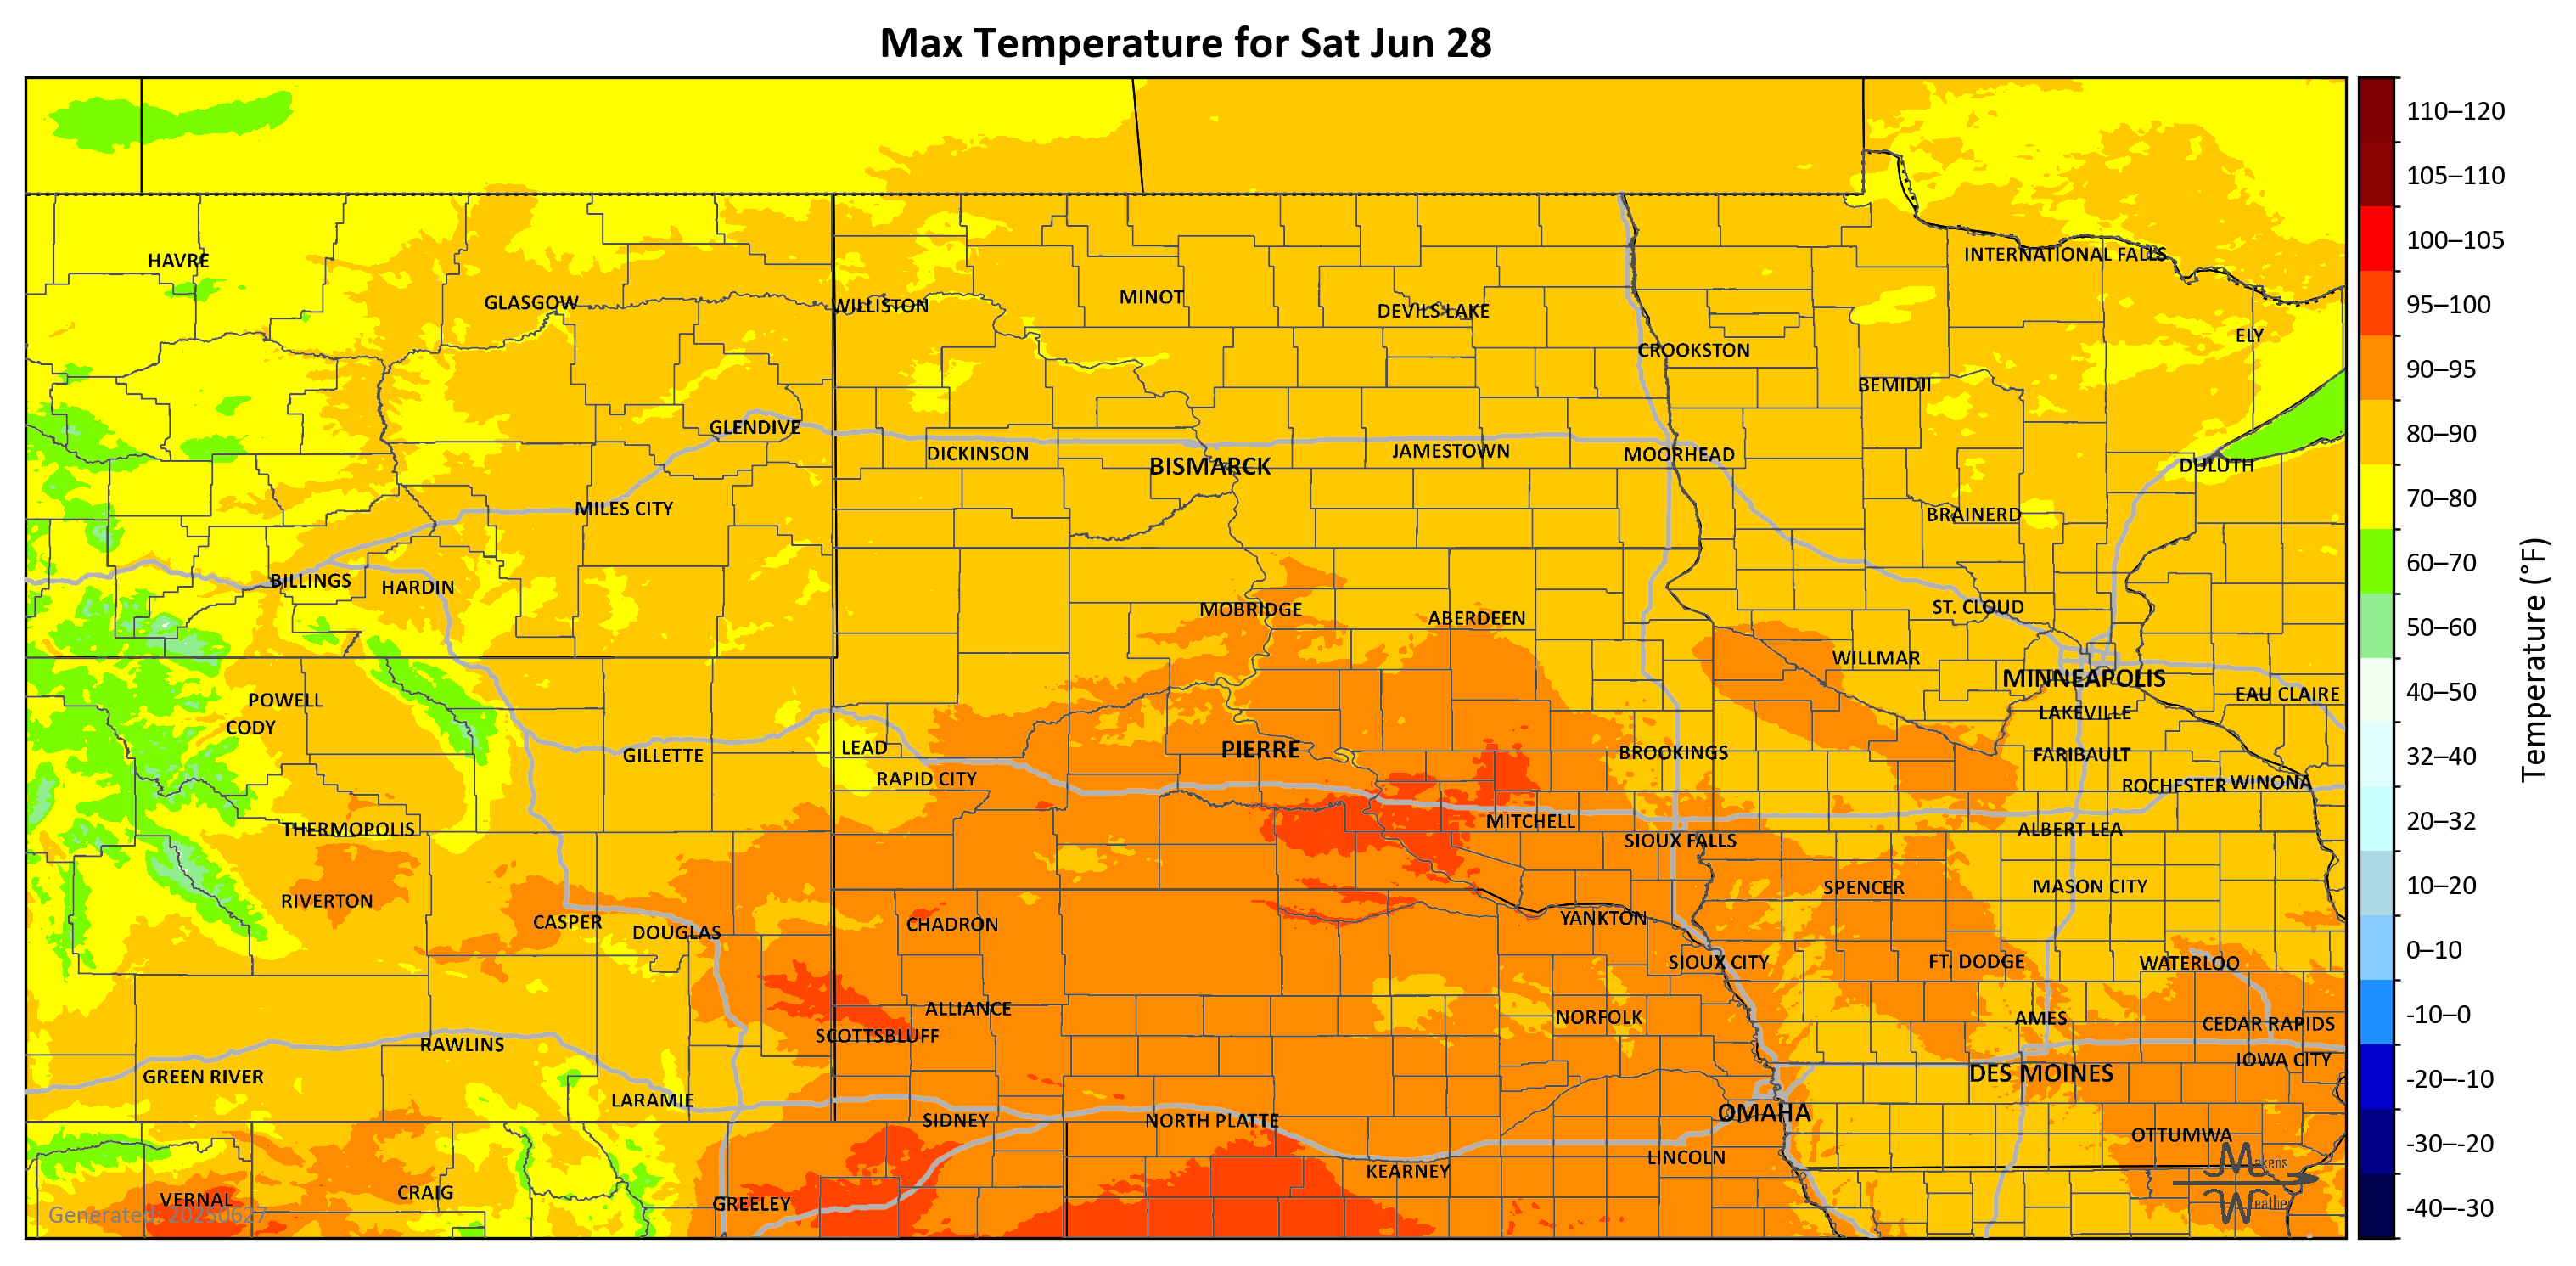 Max Temperature for Sat Jun 28
HAVRE
GLASGOW
WILLISTON
MINOT
DEVILS LAKE
INTERNATIONAL FALLS
ELY
CROOKSTON
BEMIDJI
GLENDIVE
DICKINSON
BISMARCK
JAMESTOWN
MOORHEAD
DULUTH
MILES CITY
BRAINERD
BILLINGS
HARDIN
MOBRIDGE
ABERDEEN
ST. CLOUD
WILLMAR
MINNEAPOLIS
EAU CLAIRE
POWELL
CODY
LAKEVILLE
GILLETTE
LEAD
PIERRE
BROOKINGS
FARIBAULT
RAPID CITY
ROCHESTER
WINONA
THERMOPOLIS
MITCHELL
SIOUX FALLS
ALBERT LEA
RIVERTON
SPENCER
MASON CITY
CASPER
DOUGLAS
CHADRON
YANKTON
SIOUX CITY
FT. DODGE
WATERLOO
ALLIANCE
NORFOLK
AMES
CEDAR RAPIDS
SCOTTSBLUFF
RAWLINS
IOWA CITY
GREEN RIVER
DES MOINES
LARAMIE
SIDNEY
NORTH PLATTE
OMAHA
OTTUMWA
LINCOLN
KEARNEY
VERNAL
CRAIG
GREELEY
Generated: 20250627
Makens
Weather
110–120
105–110
100–105
95–100
90–95
80–90
70–80
60–70
50–60
40–50
32–40
20–32
10–20
0–10
-10–0
-20–-10
-30–-20
-40–-30
Temperature (°F)